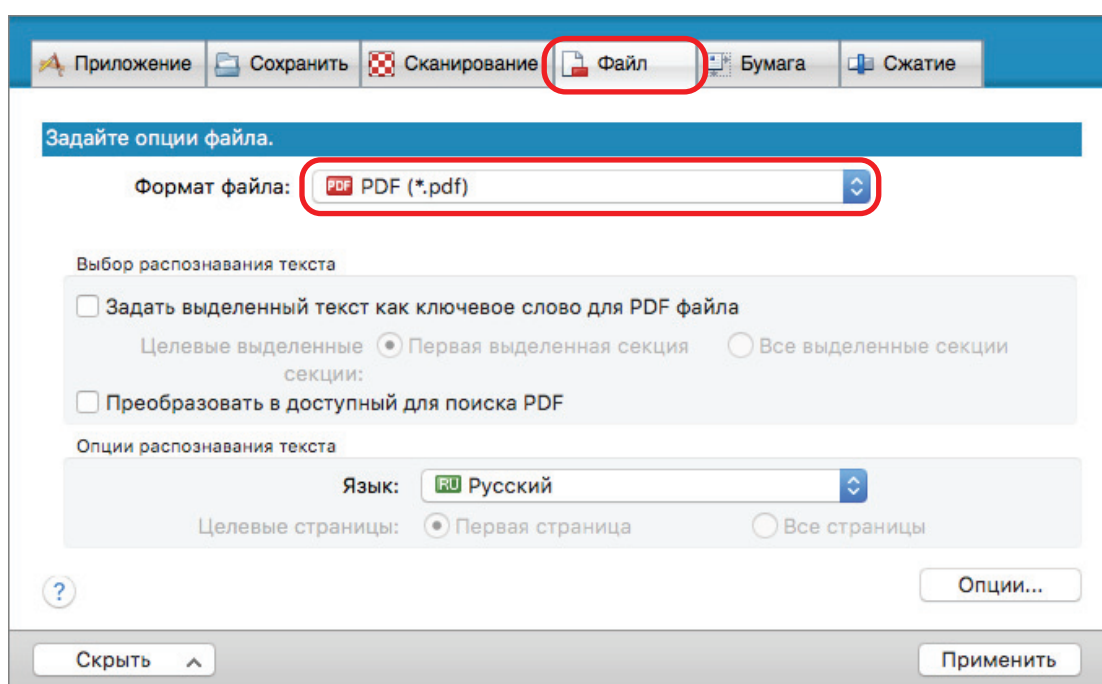 Приложение Сохранить Сканирование Файл Бумага Сжатие
Задайте опции файла.
Формат файла: PDF PDF (*.pdf)
Выбор распознавания текста
Задать выделенный текст как ключевое слово для PDF файла
Целевые выделенные Первая выделенная секция Все выделенные секции
секции:
Преобразовать в доступный для поиска PDF
Опции распознавания текста
Язык: RU Русский
Целевые страницы: Первая страница Все страницы
? Опции...
Скрыть Применить